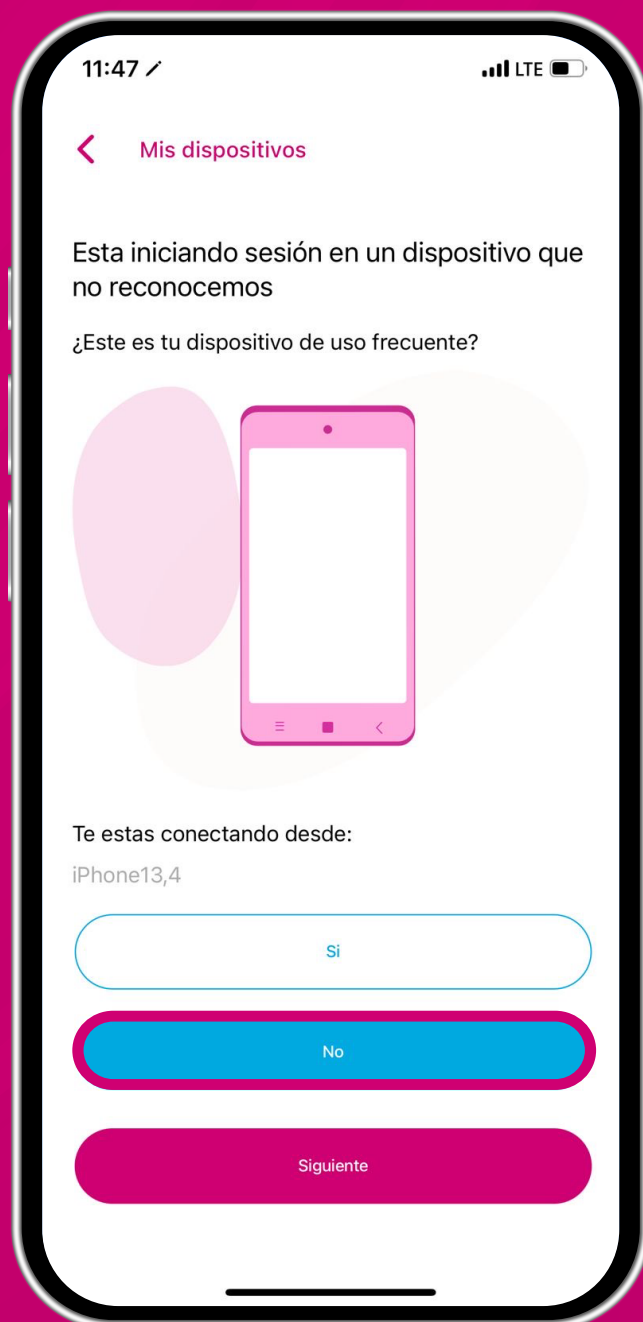 11:47
LTE
Mis dispositivos
Esta iniciando sesión en un dispositivo que
no reconocemos
¿Este es tu dispositivo de uso frecuente?
Te estas conectando desde:
iPhone13,4
Si
No
Siguiente